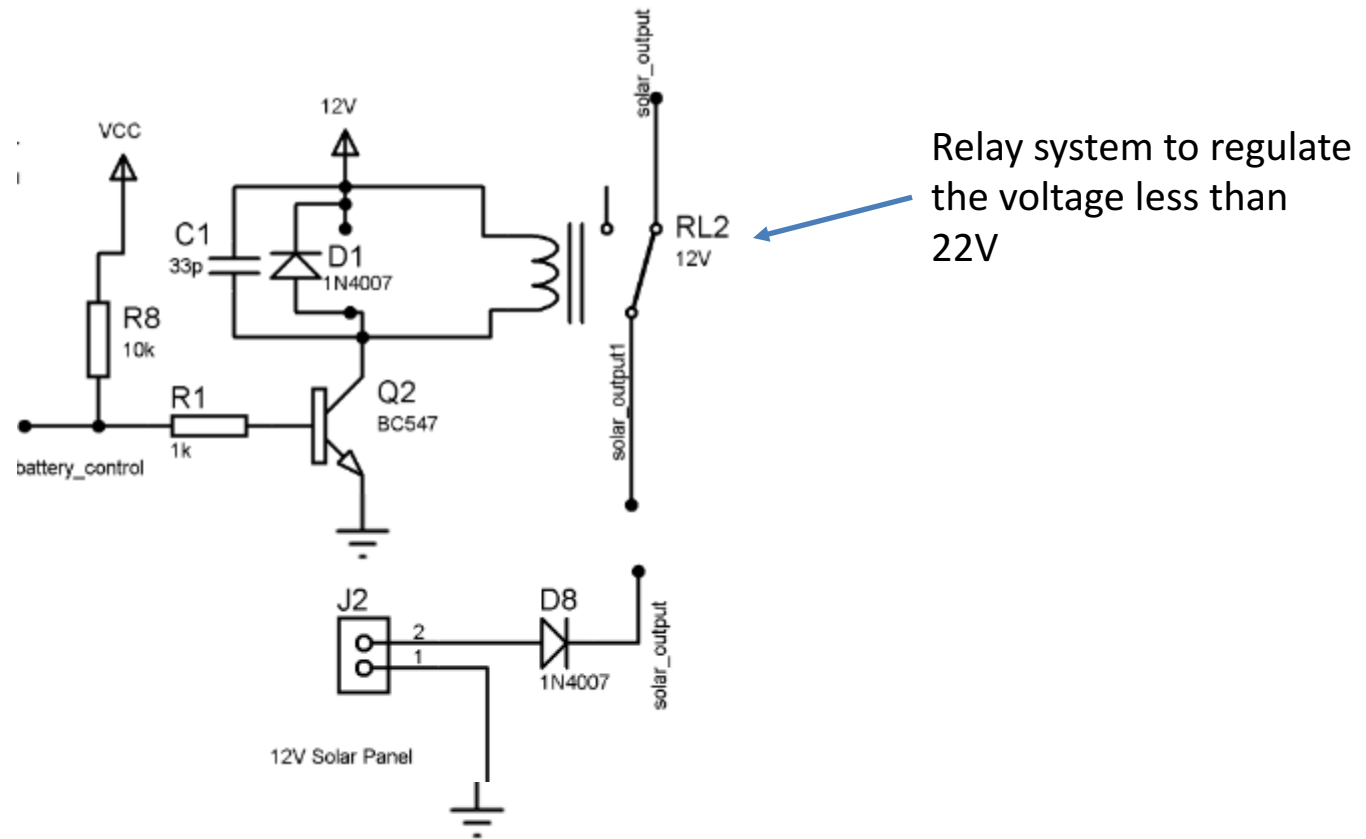 solar_output
12V
VCC
Relay system to regulate
the voltage less than
22V
C1
33p
D1
1N4007
RL2
12V
R8
10k
solar_output1
R1
1k
Q2
BC547
battery_control
J2
2
1
D8
1N4007
solar_output
12V Solar Panel